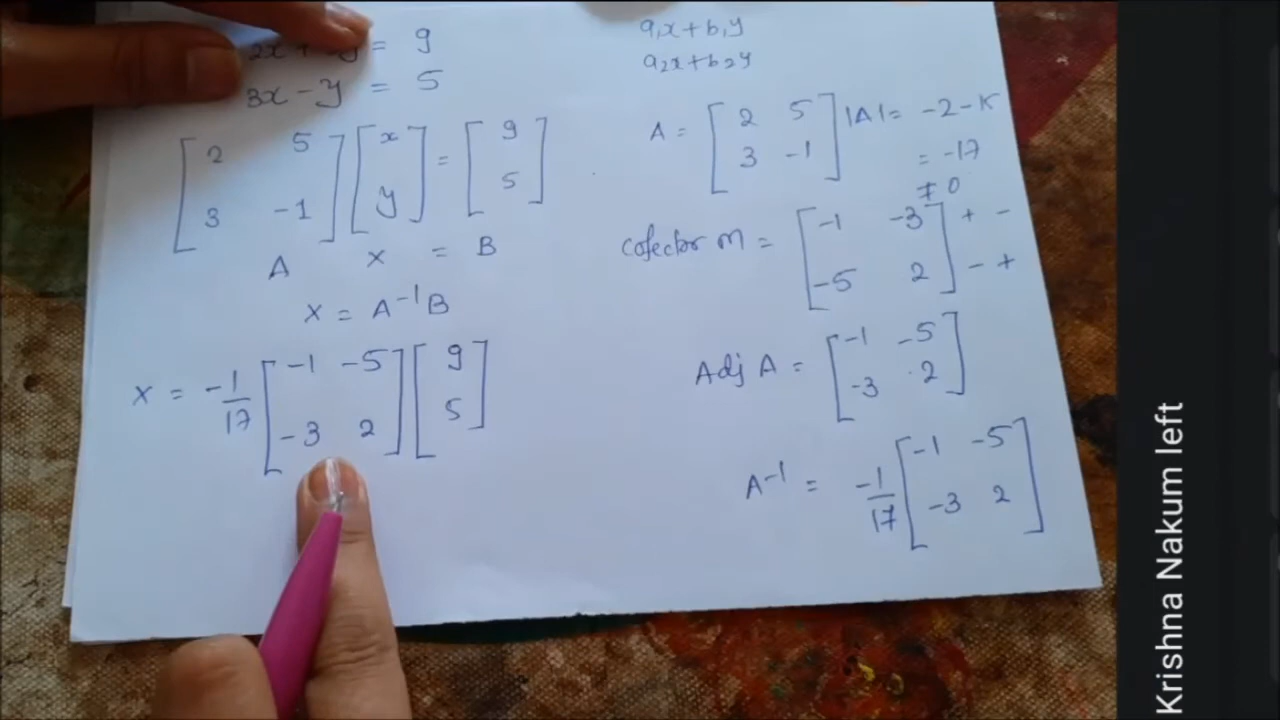 2x + y = 9
3x - y = 5
[2 5
3 -1] [x
y] = [9
5]
A X = B
X = A⁻¹B
X = -1/17 [-1 -5
-3 2] [9
5]
a₁x + b₁y
a₂x + b₂y
A = [2 5
3 -1] |A| = -2-15
= -17
≠ 0
Cofector m = [-1 -3
-5 2] + -
- +
Adj A = [-1 -5
-3 2]
A⁻¹ = -1/17 [-1 -5
-3 2]
Krishna Nakum left